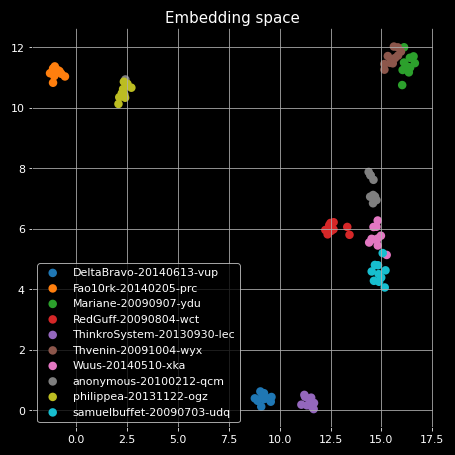 Embedding space
12
10
8
6
4
2
0
DeltaBravo-20140613-vup
Fao10rk-20140205-prc
Mariane-20090907-ydu
RedGuff-20090804-wct
ThinkroSystem-20130930-lec
Thvenin-20091004-wyx
Wuus-20140510-xka
anonymous-20100212-qcm
philippea-20131122-ogz
samuelbuffet-20090703-udq
0.0 2.5 5.0 7.5 10.0 12.5 15.0 17.5